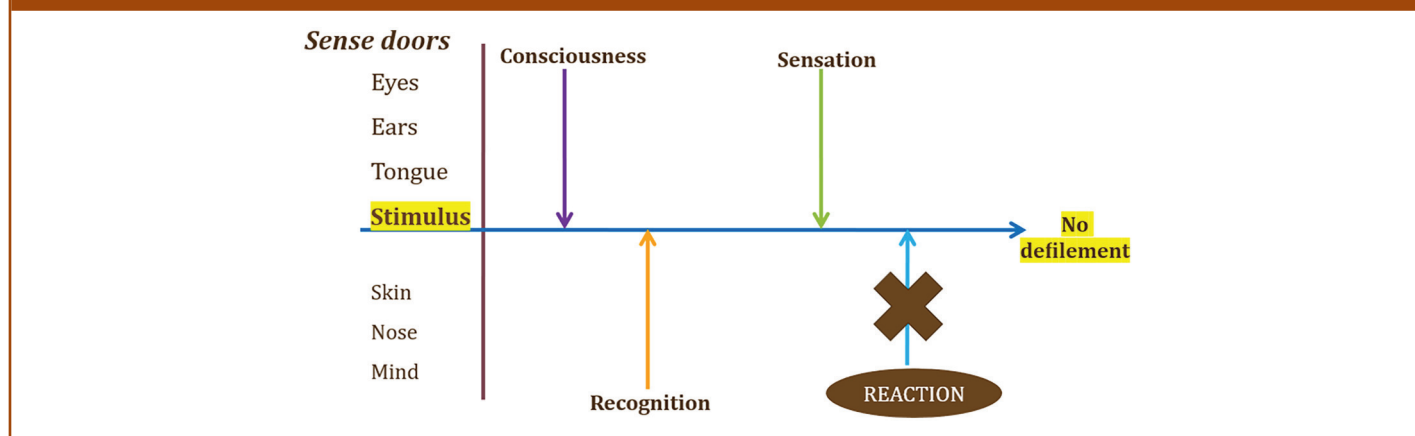 Sense doors
Eyes
Ears
Tongue
Stimulus
Skin
Nose
Mind
Consciousness
Recognition
Sensation
REACTION
No
defilement